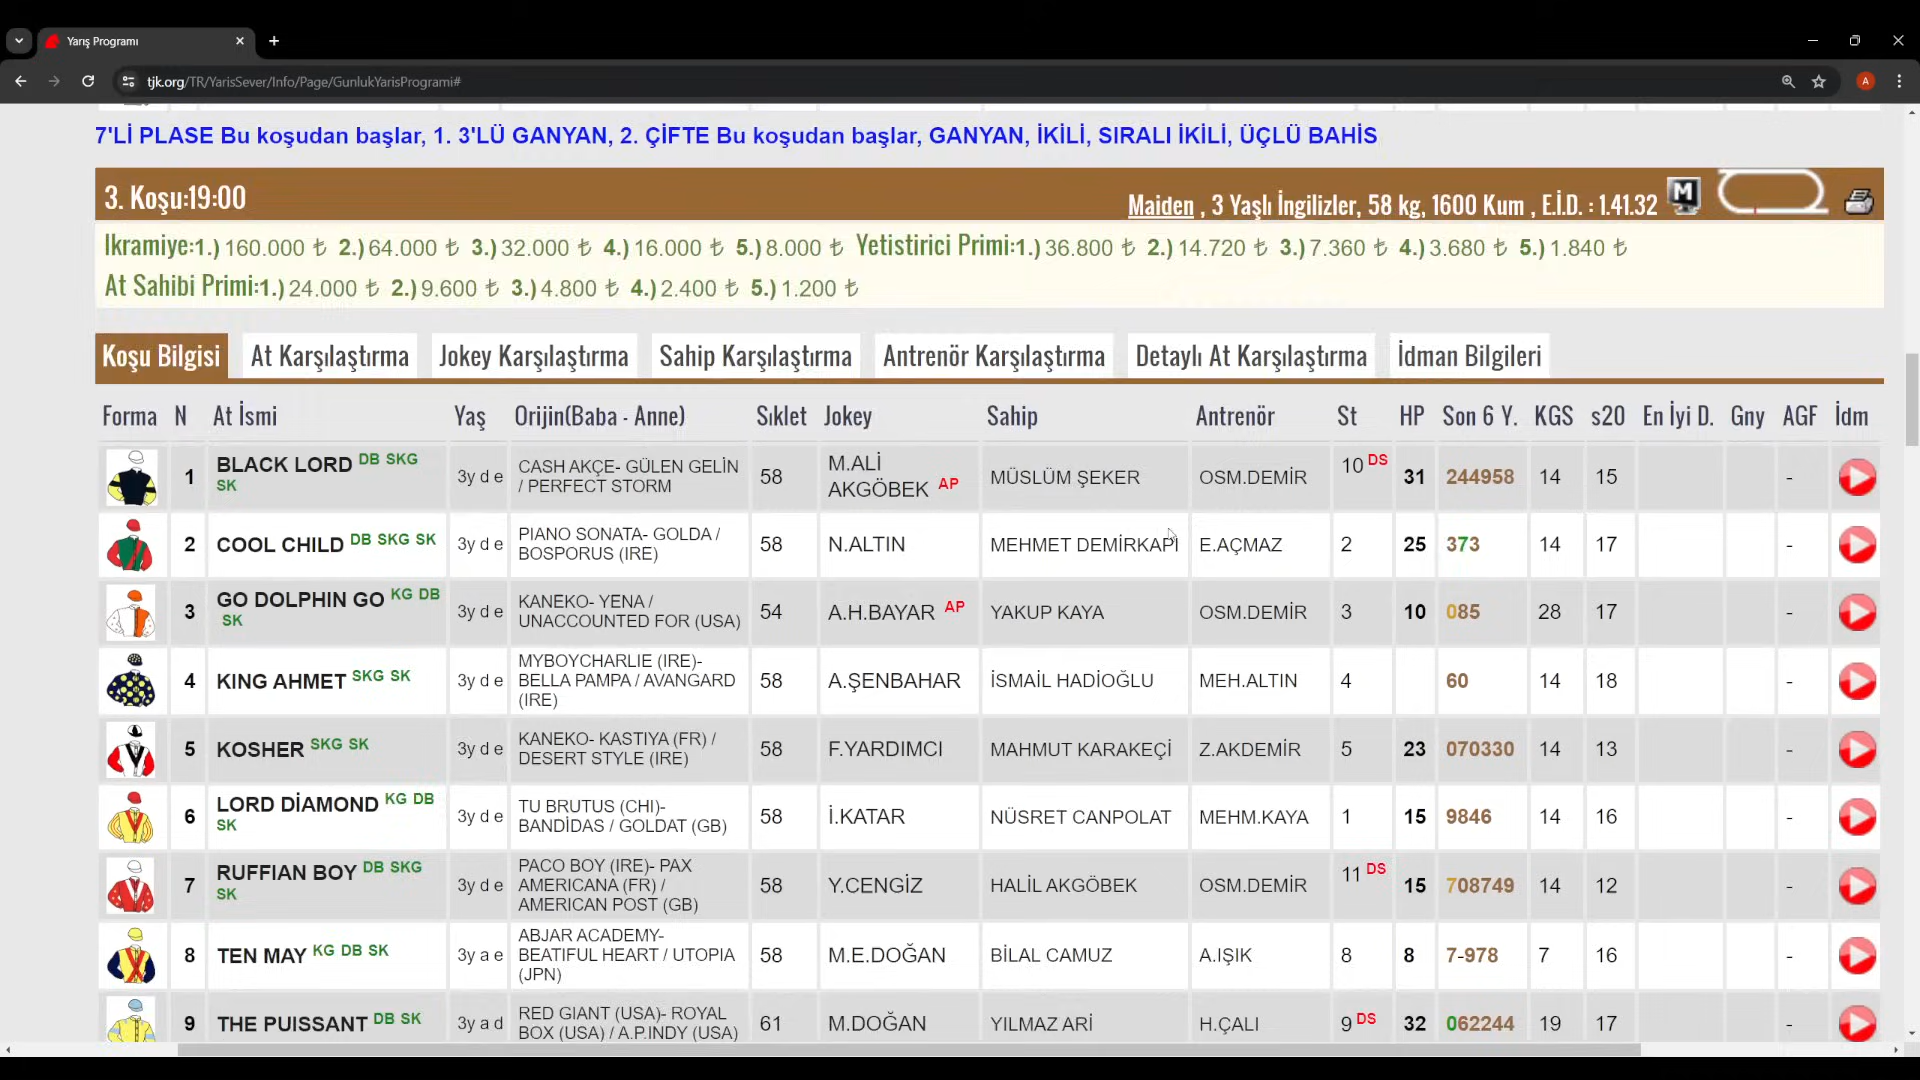 Yarış Programı
tjk.org/TR/YarisSever/Info/Page/GunlukYarisProgrami#
A
7'Lİ PLASE Bu koşudan başlar, 1. 3'LÜ GANYAN, 2. ÇİFTE Bu koşudan başlar, GANYAN, İKİLİ, SIRALI İKİLİ, ÜÇLÜ BAHİS
3. Koşu:19:00
Maiden , 3 Yaşlı İngilizler, 58 kg, 1600 Kum , E.İ.D. : 1.41.32
M
Ikramiye:1.) 160.000 ₺ 2.) 64.000 ₺ 3.) 32.000 ₺ 4.) 16.000 ₺ 5.) 8.000 ₺ Yetistirici Primi:1.) 36.800 ₺ 2.) 14.720 ₺ 3.) 7.360 ₺ 4.) 3.680 ₺ 5.) 1.840 ₺
At Sahibi Primi:1.) 24.000 ₺ 2.) 9.600 ₺ 3.) 4.800 ₺ 4.) 2.400 ₺ 5.) 1.200 ₺
Koşu Bilgisi At Karşılaştırma Jokey Karşılaştırma Sahip Karşılaştırma Antrenör Karşılaştırma Detaylı At Karşılaştırma İdman Bilgileri
Forma N At İsmi Yaş Orijin(Baba - Anne) Sıklet Jokey Sahip Antrenör St HP Son 6 Y. KGS s20 En İyi D. Gny AGF İdm
1 BLACK LORD DB SKG SK 3y d e CASH AKÇE- GÜLEN GELİN / PERFECT STORM 58 M.ALİ AKGÖBEK AP MÜSLÜM ŞEKER OSM.DEMİR 10 DS 31 244958 14 15 -
2 COOL CHILD DB SKG SK 3y d e PIANO SONATA- GOLDA / BOSPORUS (IRE) 58 N.ALTIN MEHMET DEMİRKAPI E.AÇMAZ 2 25 373 14 17 -
3 GO DOLPHIN GO KG DB SK 3y d e KANEKO- YENA / UNACCOUNTED FOR (USA) 54 A.H.BAYAR AP YAKUP KAYA OSM.DEMİR 3 10 085 28 17 -
4 KING AHMET SKG SK 3y d e MYBOYCHARLIE (IRE)- BELLA PAMPA / AVANGARD (IRE) 58 A.ŞENBAHAR İSMAİL HADİOĞLU MEH.ALTIN 4 60 14 18 -
5 KOSHER SKG SK 3y d e KANEKO- KASTIYA (FR) / DESERT STYLE (IRE) 58 F.YARDIMCI MAHMUT KARAKEÇİ Z.AKDEMİR 5 23 070330 14 13 -
6 LORD DİAMOND KG DB SK 3y d e TU BRUTUS (CHI)- BANDİDAS / GOLDAT (GB) 58 İ.KATAR NÜSRET CANPOLAT MEHM.KAYA 1 15 9846 14 16 -
7 RUFFIAN BOY DB SKG SK 3y d e PACO BOY (IRE)- PAX AMERICANA (FR) / AMERICAN POST (GB) 58 Y.CENGİZ HALİL AKGÖBEK OSM.DEMİR 11 DS 15 708749 14 12 -
8 TEN MAY KG DB SK 3y a e ABJAR ACADEMY- BEATIFUL HEART / UTOPIA (JPN) 58 M.E.DOĞAN BİLAL CAMUZ A.IŞIK 8 8 7-978 7 16 -
9 THE PUISSANT DB SK 3y a d RED GIANT (USA)- ROYAL BOX (USA) / A.P.INDY (USA) 61 M.DOĞAN YILMAZ ARİ H.ÇALI 9 DS 32 062244 19 17 -